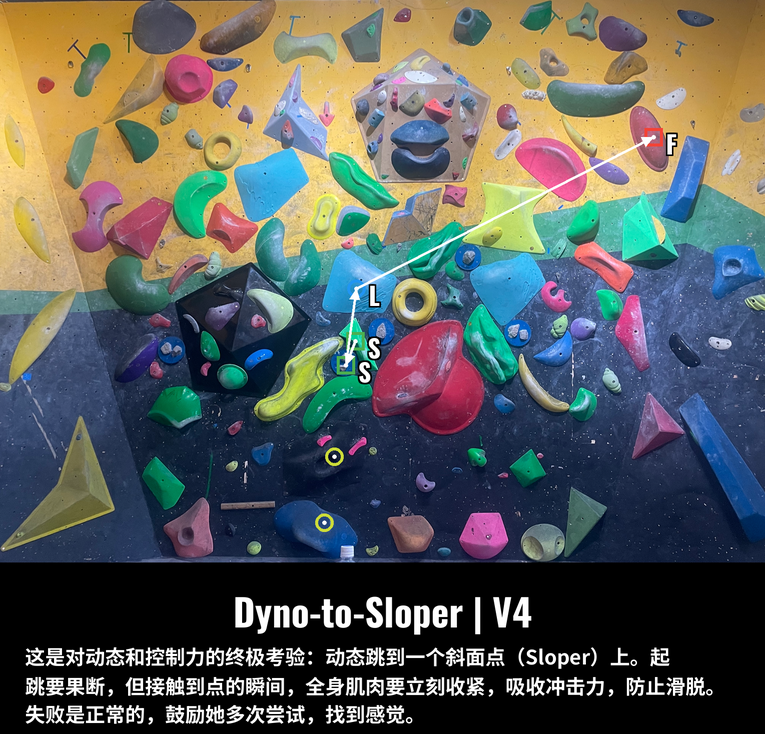 F
L
S
S
Dyno-to-Sloper | V4
这是对动态和控制力的终极考验：动态跳到一个斜面点（Sloper）上。起
跳要果断，但接触到点的瞬间，全身肌肉要立刻收紧，吸收冲击力，防止滑脱。
失败是正常的，鼓励她多次尝试，找到感觉。